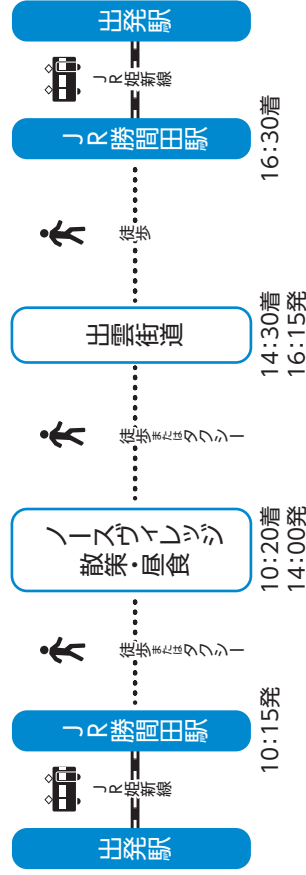 出発駅
JR姫新線
JR勝間田駅
10:15発
徒歩またはタクシー
ノースヴィレッジ
散策・昼食
10:20着
14:00発
徒歩またはタクシー
出雲街道
14:30着
16:15発
徒歩
JR勝間田駅
16:30着
JR姫新線
出発駅